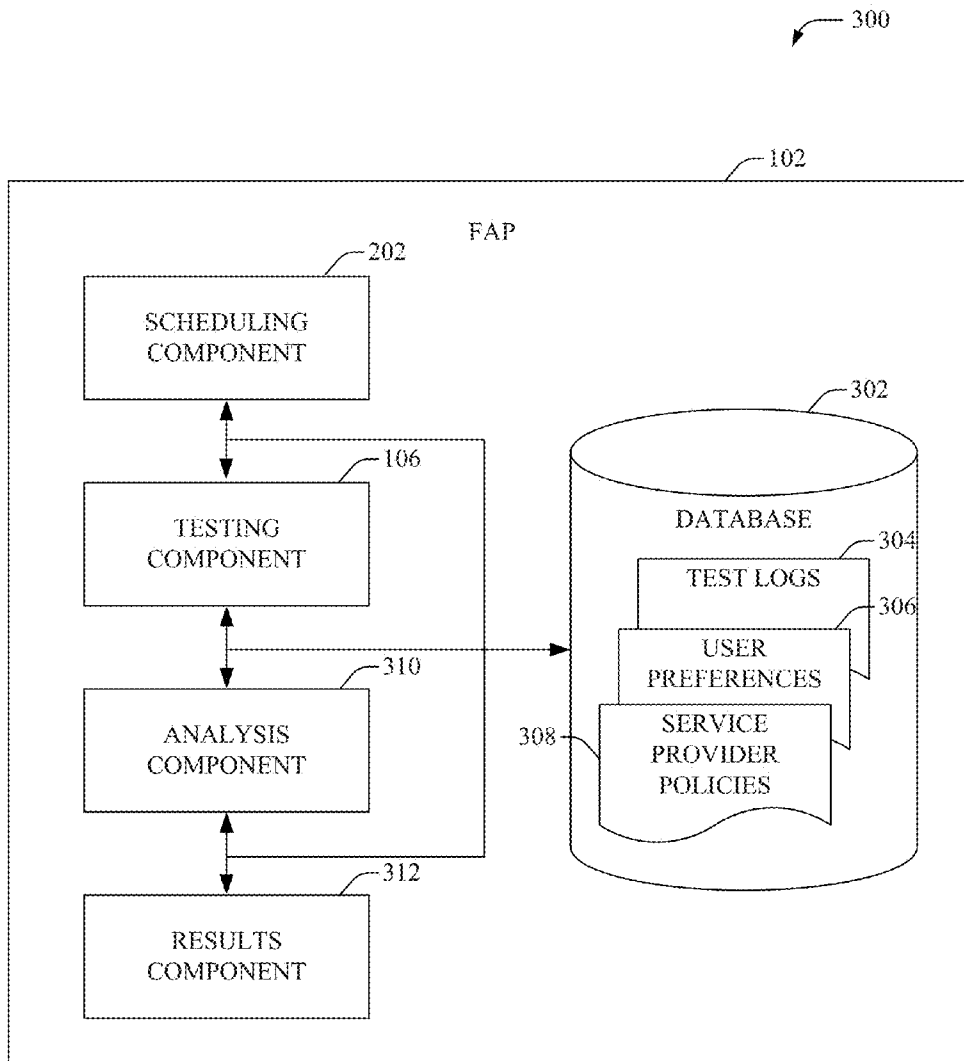 300
102
FAP
202
SCHEDULING
COMPONENT
302
106
TESTING
COMPONENT
DATABASE
304
TEST LOGS
306
USER
PREFERENCES
310
ANALYSIS
COMPONENT
308
SERVICE
PROVIDER
POLICIES
312
RESULTS
COMPONENT